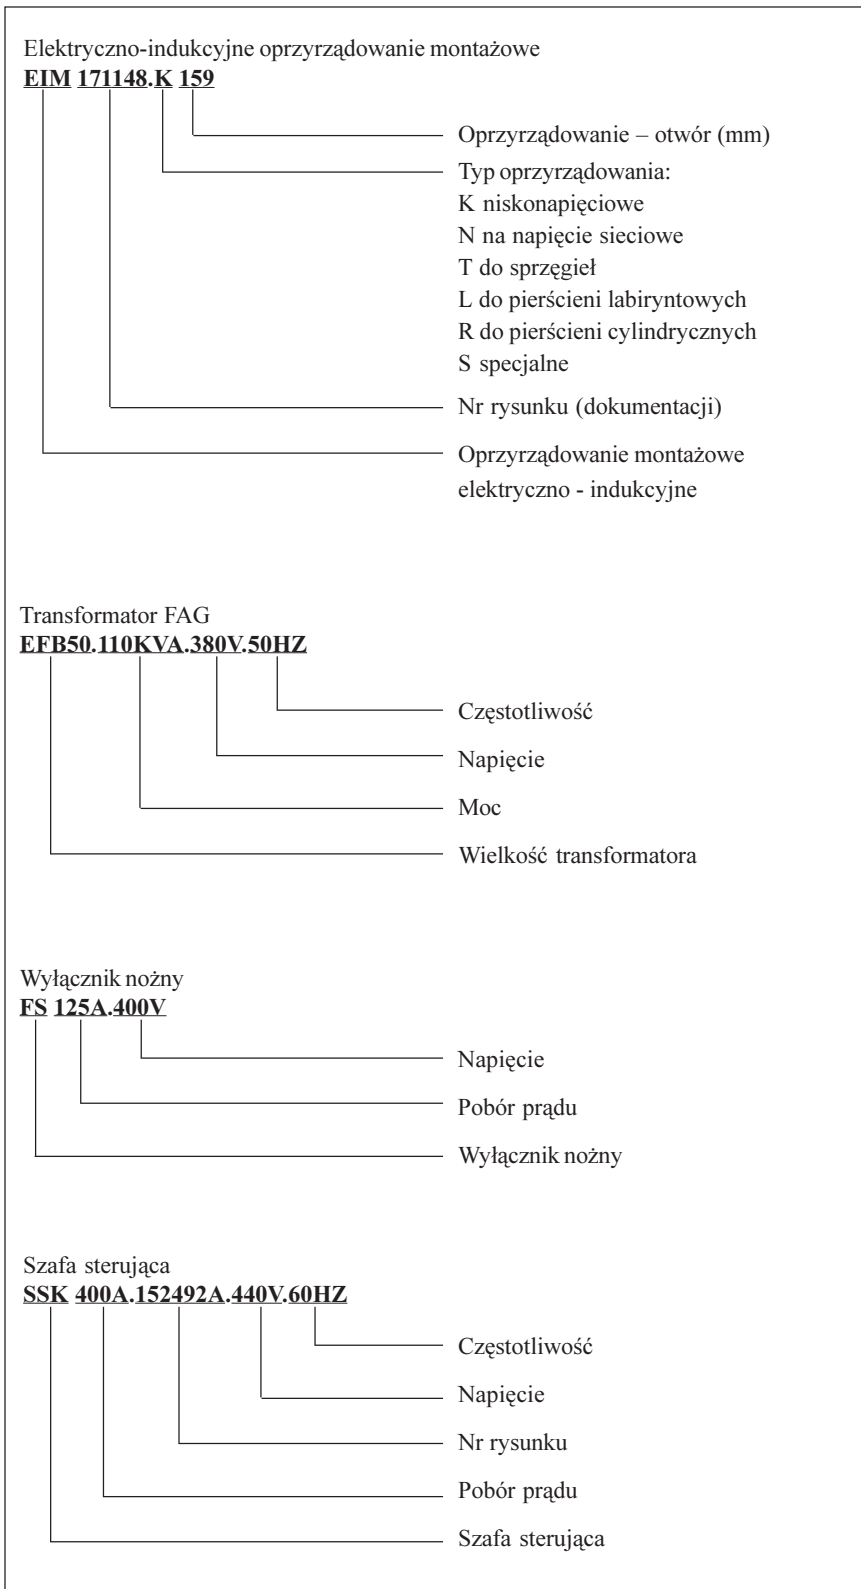 Elektryczno-indukcyjne oprzyrządowanie montażowe
EIM 171148.K 159
Oprzyrządowanie – otwór (mm)
Typ oprzyrządowania:
K niskonapięciowe
N na napięcie sieciowe
T do sprzęgieł
L do pierścieni labiryntowych
R do pierścieni cylindrycznych
S specjalne
Nr rysunku (dokumentacji)
Oprzyrządowanie montażowe
elektryczno - indukcyjne
Transformator FAG
EFB50.110KVA.380V.50HZ
Częstotliwość
Napięcie
Moc
Wielkość transformatora
Wyłącznik nożny
FS 125A.400V
Napięcie
Pobór prądu
Wyłącznik nożny
Szafa sterująca
SSK 400A.152492A.440V.60HZ
Częstotliwość
Napięcie
Nr rysunku
Pobór prądu
Szafa sterująca